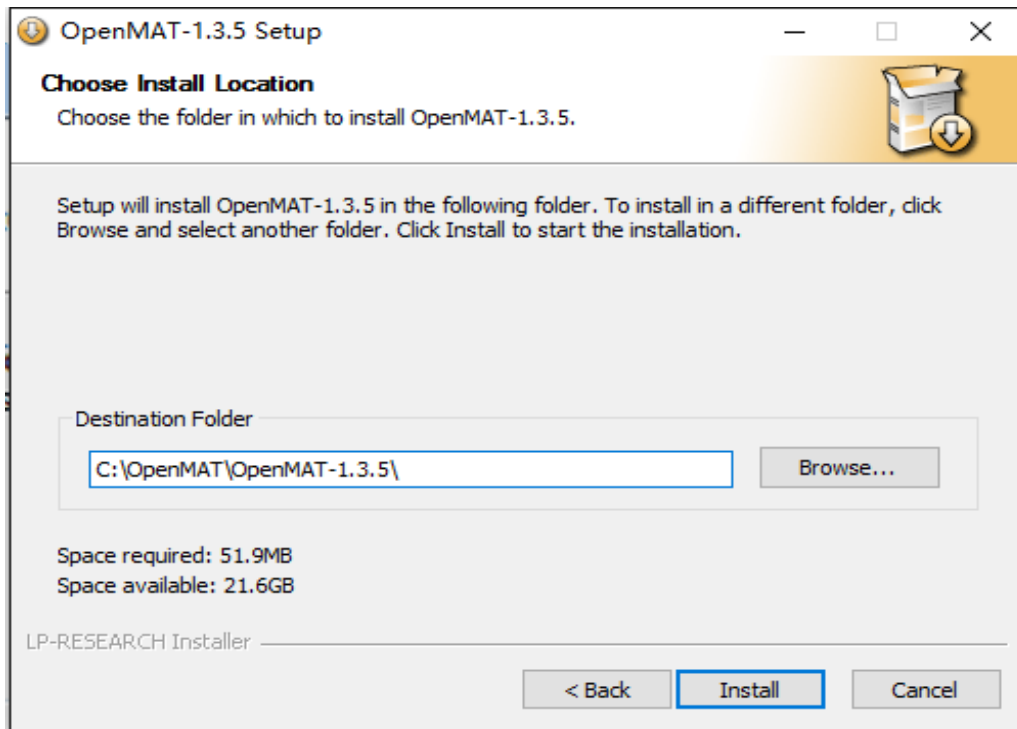 OpenMAT-1.3.5 Setup
Choose Install Location
Choose the folder in which to install OpenMAT-1.3.5.
Setup will install OpenMAT-1.3.5 in the following folder. To install in a different folder, click
Browse and select another folder. Click Install to start the installation.
Destination Folder
C:\OpenMAT\OpenMAT-1.3.5\
Browse...
Space required: 51.9MB
Space available: 21.6GB
LP-RESEARCH Installer
< Back
Install
Cancel